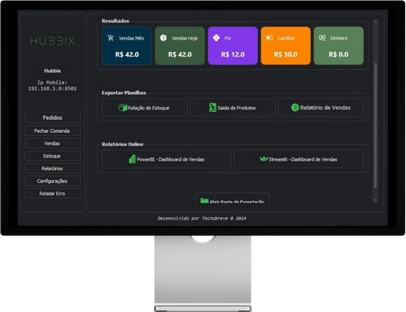 HUBBIX
Hubbix
Ip Mobile:
192.168.1.8:8501
Pedidos
Fechar Comanda
Vendas
Estoque
Relatórios
Configurações
Relatar Erro
Resultados
Vendas Mês
R$ 42.0
Vendas Hoje
R$ 42.0
Pix
R$ 12.0
Cartões
R$ 30.0
Dinheiro
R$ 0.0
Exportar Planilhas
Relação de Estoque
Saída de Produtos
Relatório de Vendas
Relatórios Online
PowerBI - Dashboard de Vendas
Streamlit - Dashboard de Vendas
Abrir Pasta de Exportação
Desenvolvido por Tecnobreve © 2024